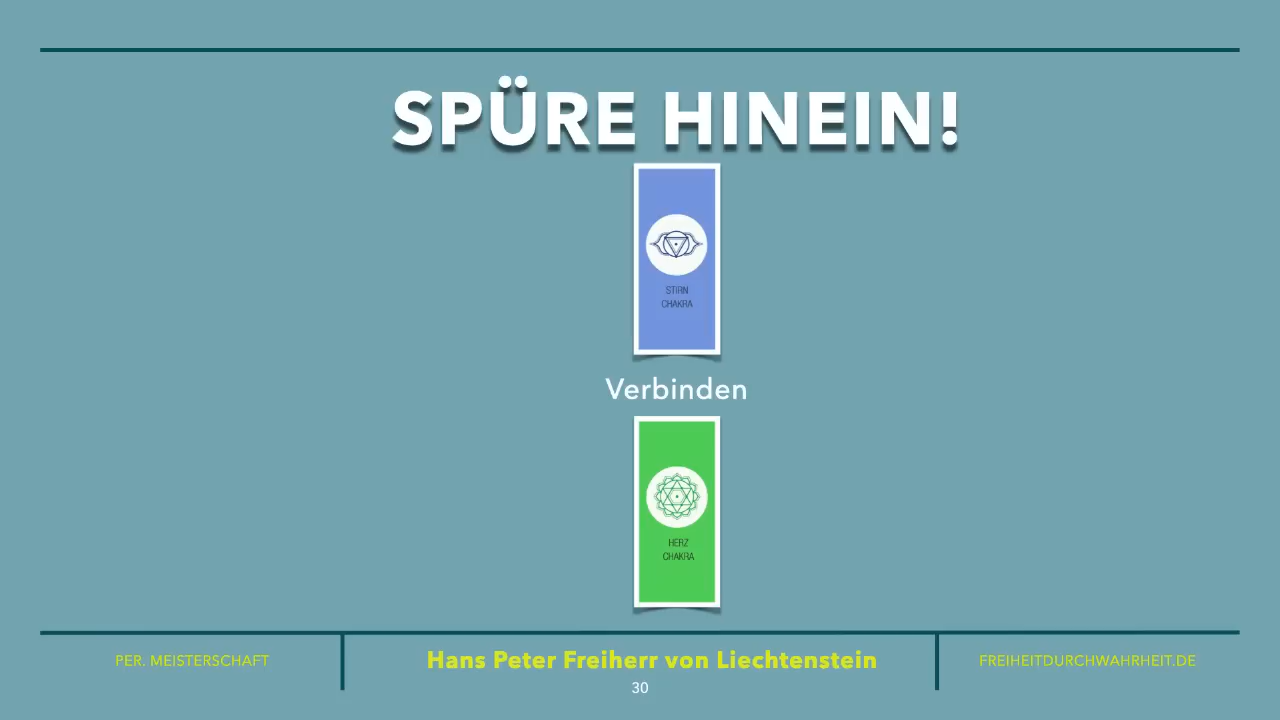 SPÜRE HINEIN!
STIRN
CHAKRA
Verbinden
HERZ
CHAKRA
PER. MEISTERSCHAFT
Hans Peter Freiherr von Liechtenstein
FREIHEITDURCHWAHRHEIT.DE
30